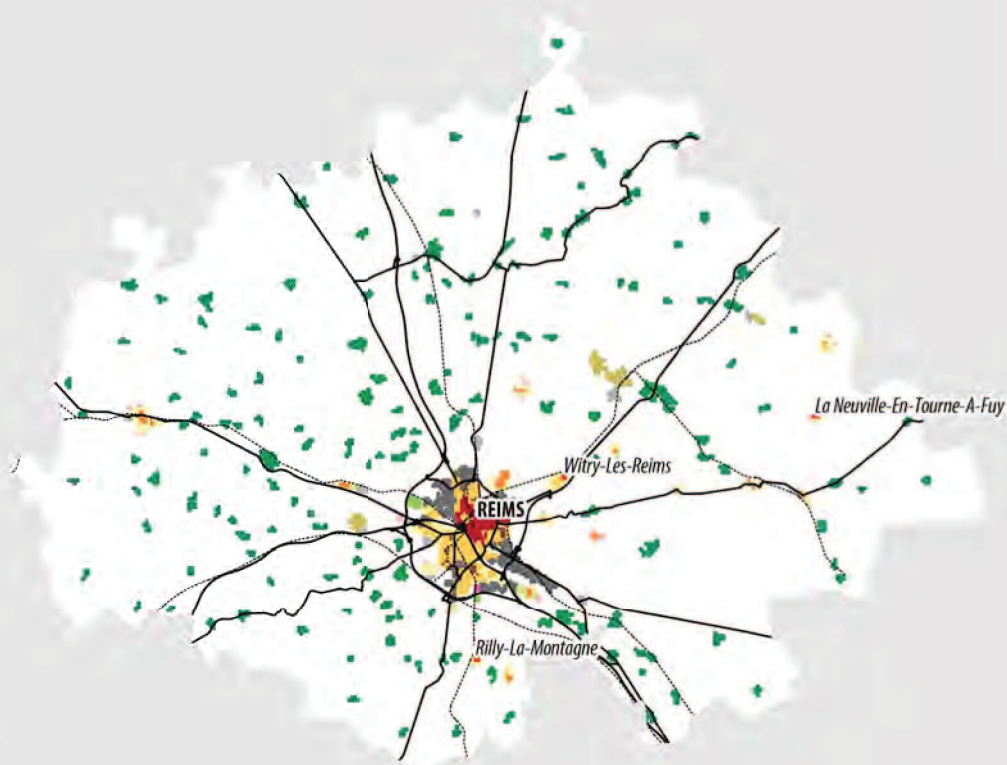 La Neuville-En-Tourne-A-Fuy
Witry-Les-Reims
REIMS
Rilly-La-Montagne